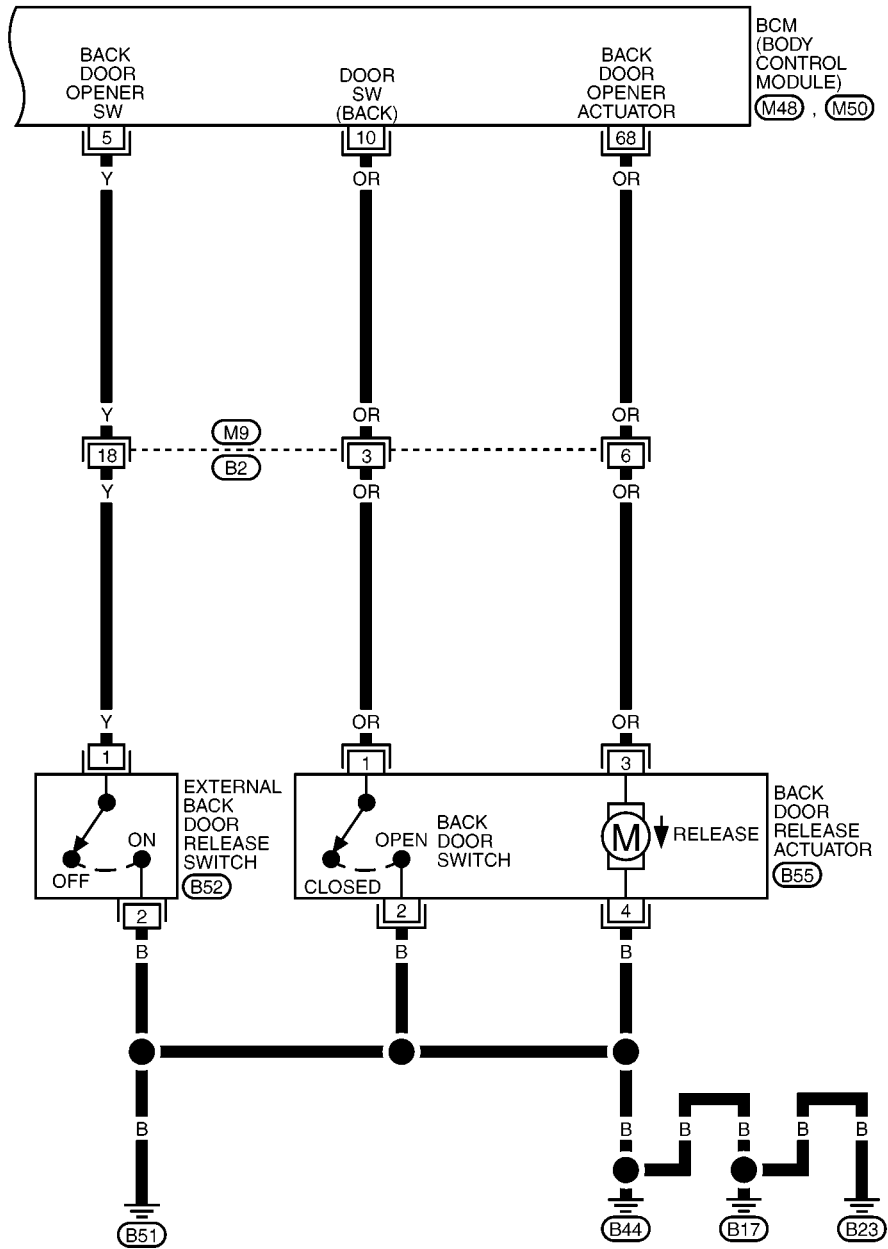 BCM
(BODY
CONTROL
MODULE)
M48 , M50
BACK
DOOR
OPENER
SW
DOOR
SW
(BACK)
BACK
DOOR
OPENER
ACTUATOR
5
10
68
Y
OR
OR
Y
OR
OR
M9
18
3
6
B2
Y
OR
OR
Y
OR
OR
1
1
3
EXTERNAL
BACK
DOOR
RELEASE
SWITCH
B52
OFF
ON
BACK
DOOR
SWITCH
OPEN
CLOSED
M
RELEASE
BACK
DOOR
RELEASE
ACTUATOR
B55
2
2
4
B
B
B
B
B
B
B
B
B
B51
B44
B17
B23